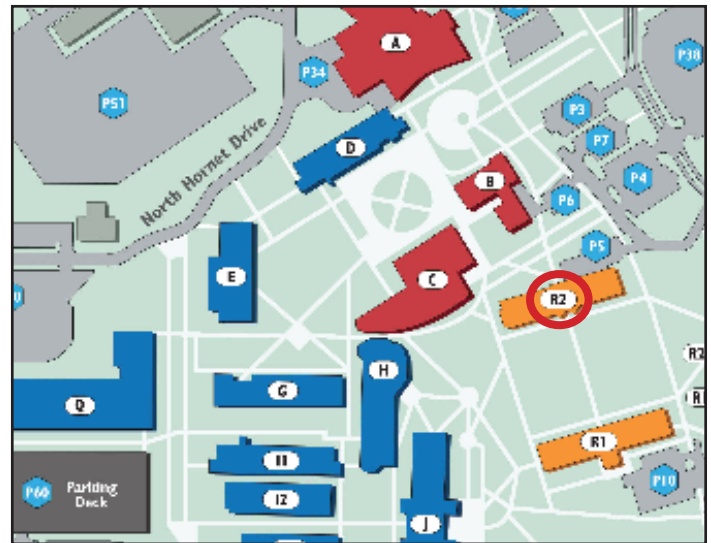 A
P34
P38
P51
P3
North Hornet Drive
D
P7
B
P4
P6
P5
E
C
R2
H
G
Q
R1
I1
P10
P60
Parking
Deck
I2
J